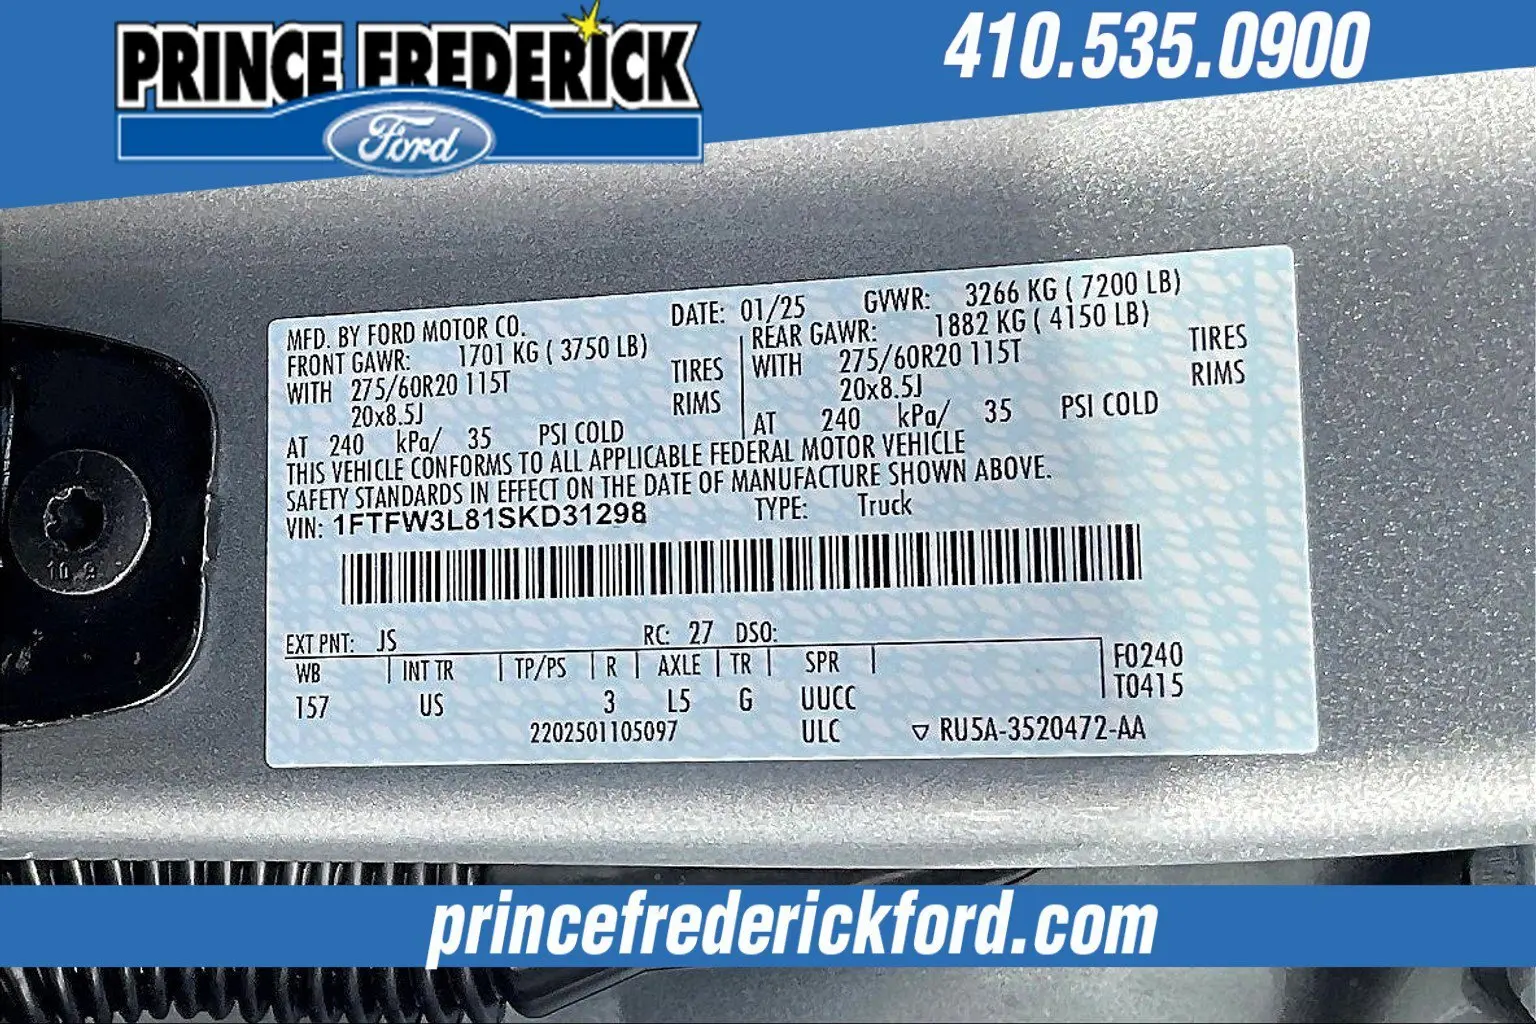 PRINCE FREDERICK
Ford
410.535.0900
MFD. BY FORD MOTOR CO. DATE: 01/25 GVWR: 3266 KG ( 7200 LB)
FRONT GAWR: 1701 KG ( 3750 LB) REAR GAWR: 1882 KG ( 4150 LB)
WITH 275/60R20 115T TIRES WITH 275/60R20 115T TIRES
20x8.5J RIMS 20x8.5J RIMS
AT 240 kPa/ 35 PSI COLD AT 240 kPa/ 35 PSI COLD
THIS VEHICLE CONFORMS TO ALL APPLICABLE FEDERAL MOTOR VEHICLE
SAFETY STANDARDS IN EFFECT ON THE DATE OF MANUFACTURE SHOWN ABOVE.
VIN: 1FTFW3L81SKD31298 TYPE: Truck
EXT PNT: JS RC: 27 DSO:
WB INT TR TP/PS R AXLE TR SPR F0240
157 US 3 L5 G UUCC T0415
2202501105097 ULC ▽ RU5A-3520472-AA
10.9
princefrederickford.com